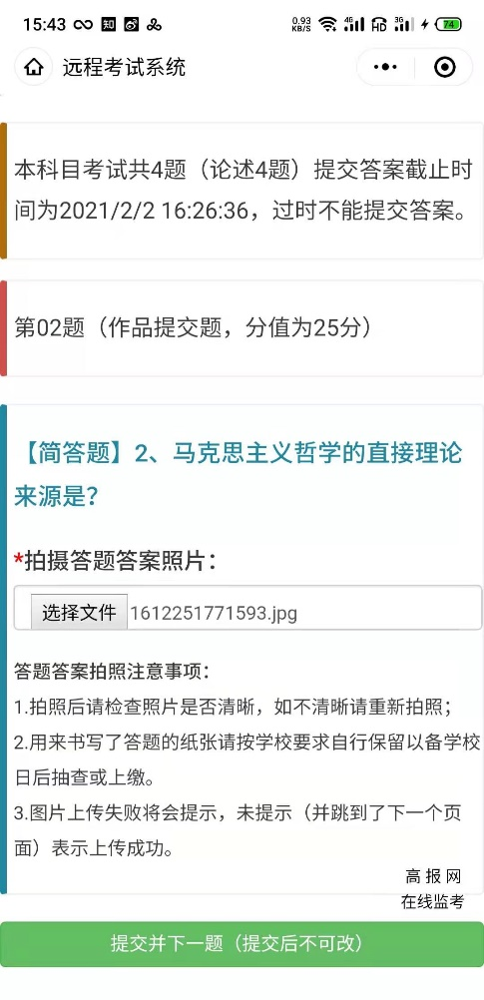 15:43 知 0.93 KB/S 4G HD 3G 74
远程考试系统
本科目考试共4题（论述4题）提交答案截止时
间为2021/2/2 16:26:36，过时不能提交答案。
第02题（作品提交题，分值为25分）
【简答题】2、马克思主义哲学的直接理论
来源是？
*拍摄答题答案照片：
选择文件 1612251771593.jpg
答题答案拍照注意事项：
1.拍照后请检查照片是否清晰，如不清晰请重新拍照；
2.用来书写了答题的纸张请按学校要求自行保留以备学校
日后抽查或上缴。
3.图片上传失败将会提示，未提示（并跳到了下一个页
面）表示上传成功。
高报网
在线监考
提交并下一题（提交后不可改）